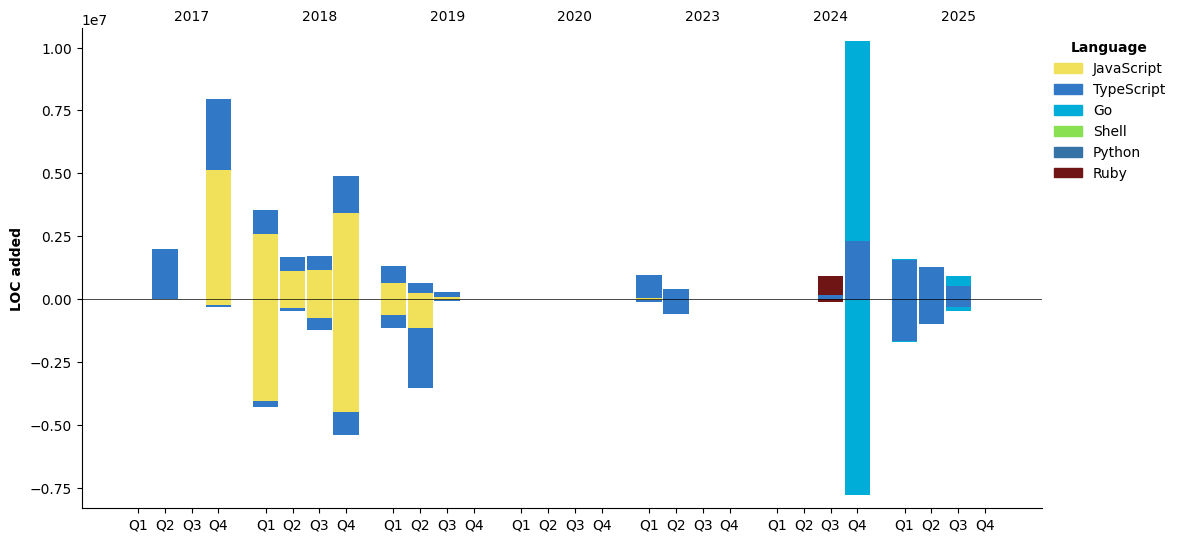 1e7
2017 2018 2019 2020 2023 2024 2025
Language
JavaScript
TypeScript
Go
Shell
Python
Ruby
LOC added
1.00
0.75
0.50
0.25
0.00
−0.25
−0.50
−0.75
Q1 Q2 Q3 Q4 Q1 Q2 Q3 Q4 Q1 Q2 Q3 Q4 Q1 Q2 Q3 Q4 Q1 Q2 Q3 Q4 Q1 Q2 Q3 Q4 Q1 Q2 Q3 Q4